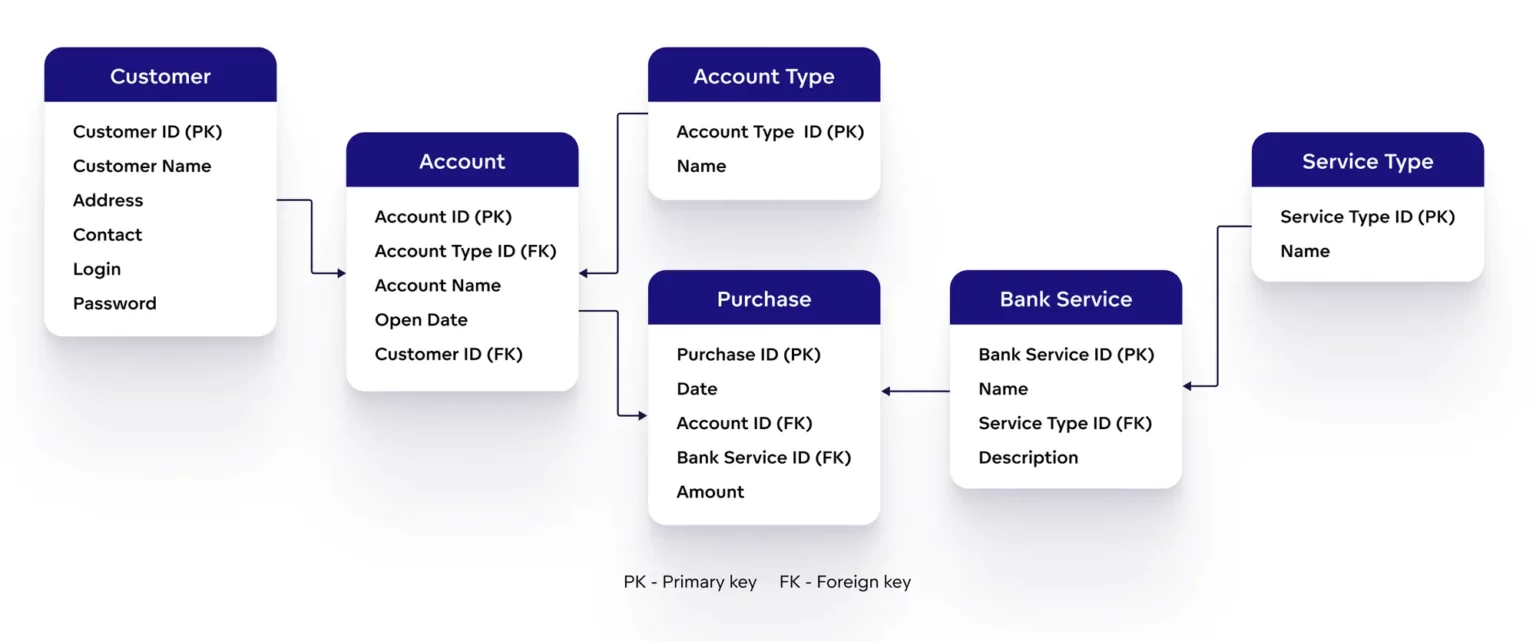 Customer
Customer ID (PK)
Customer Name
Address
Contact
Login
Password
Account
Account ID (PK)
Account Type ID (FK)
Account Name
Open Date
Customer ID (FK)
Account Type
Account Type  ID (PK)
Name
Purchase
Purchase ID (PK)
Date
Account ID (FK)
Bank Service ID (FK)
Amount
Bank Service
Bank Service ID (PK)
Name
Service Type ID (FK)
Description
Service Type
Service Type ID (PK)
Name
PK - Primary key    FK - Foreign key